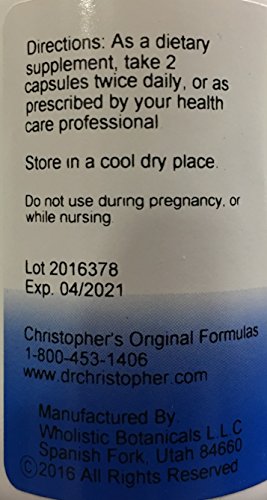 Directions: As a dietary
supplement, take 2
capsules twice daily, or as
prescribed by your health
care professional
Store in a cool dry place.
Do not use during pregnancy, or
while nursing.
Lot 2016378
Exp. 04/2021
Christopher's Original Formulas
1-800-453-1406
www.drchristopher.com
Manufactured By:
Wholistic Botanicals L.L.C
Spanish Fork, Utah 84660
©2016 All Rights Reserved